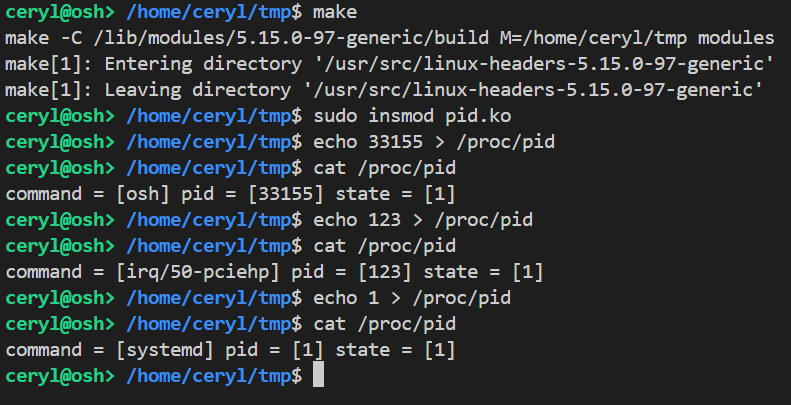 ceryl@osh> /home/ceryl/tmp$ make
make -C /lib/modules/5.15.0-97-generic/build M=/home/ceryl/tmp modules
make[1]: Entering directory '/usr/src/linux-headers-5.15.0-97-generic'
make[1]: Leaving directory '/usr/src/linux-headers-5.15.0-97-generic'
ceryl@osh> /home/ceryl/tmp$ sudo insmod pid.ko
ceryl@osh> /home/ceryl/tmp$ echo 33155 > /proc/pid
ceryl@osh> /home/ceryl/tmp$ cat /proc/pid
command = [osh] pid = [33155] state = [1]
ceryl@osh> /home/ceryl/tmp$ echo 123 > /proc/pid
ceryl@osh> /home/ceryl/tmp$ cat /proc/pid
command = [irq/50-pciehp] pid = [123] state = [1]
ceryl@osh> /home/ceryl/tmp$ echo 1 > /proc/pid
ceryl@osh> /home/ceryl/tmp$ cat /proc/pid
command = [systemd] pid = [1] state = [1]
ceryl@osh> /home/ceryl/tmp$